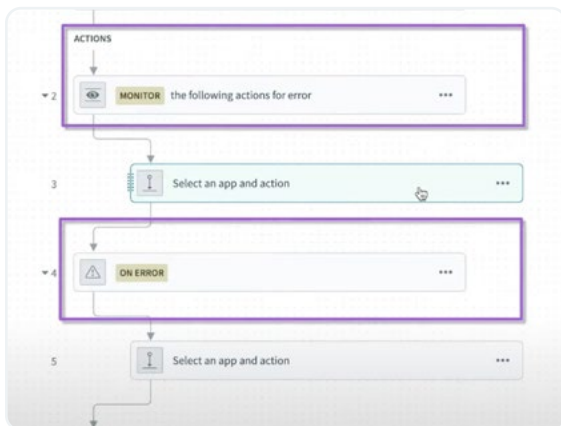 ACTIONS
2 MONITOR the following actions for error
3 Select an app and action
4 ON ERROR
5 Select an app and action